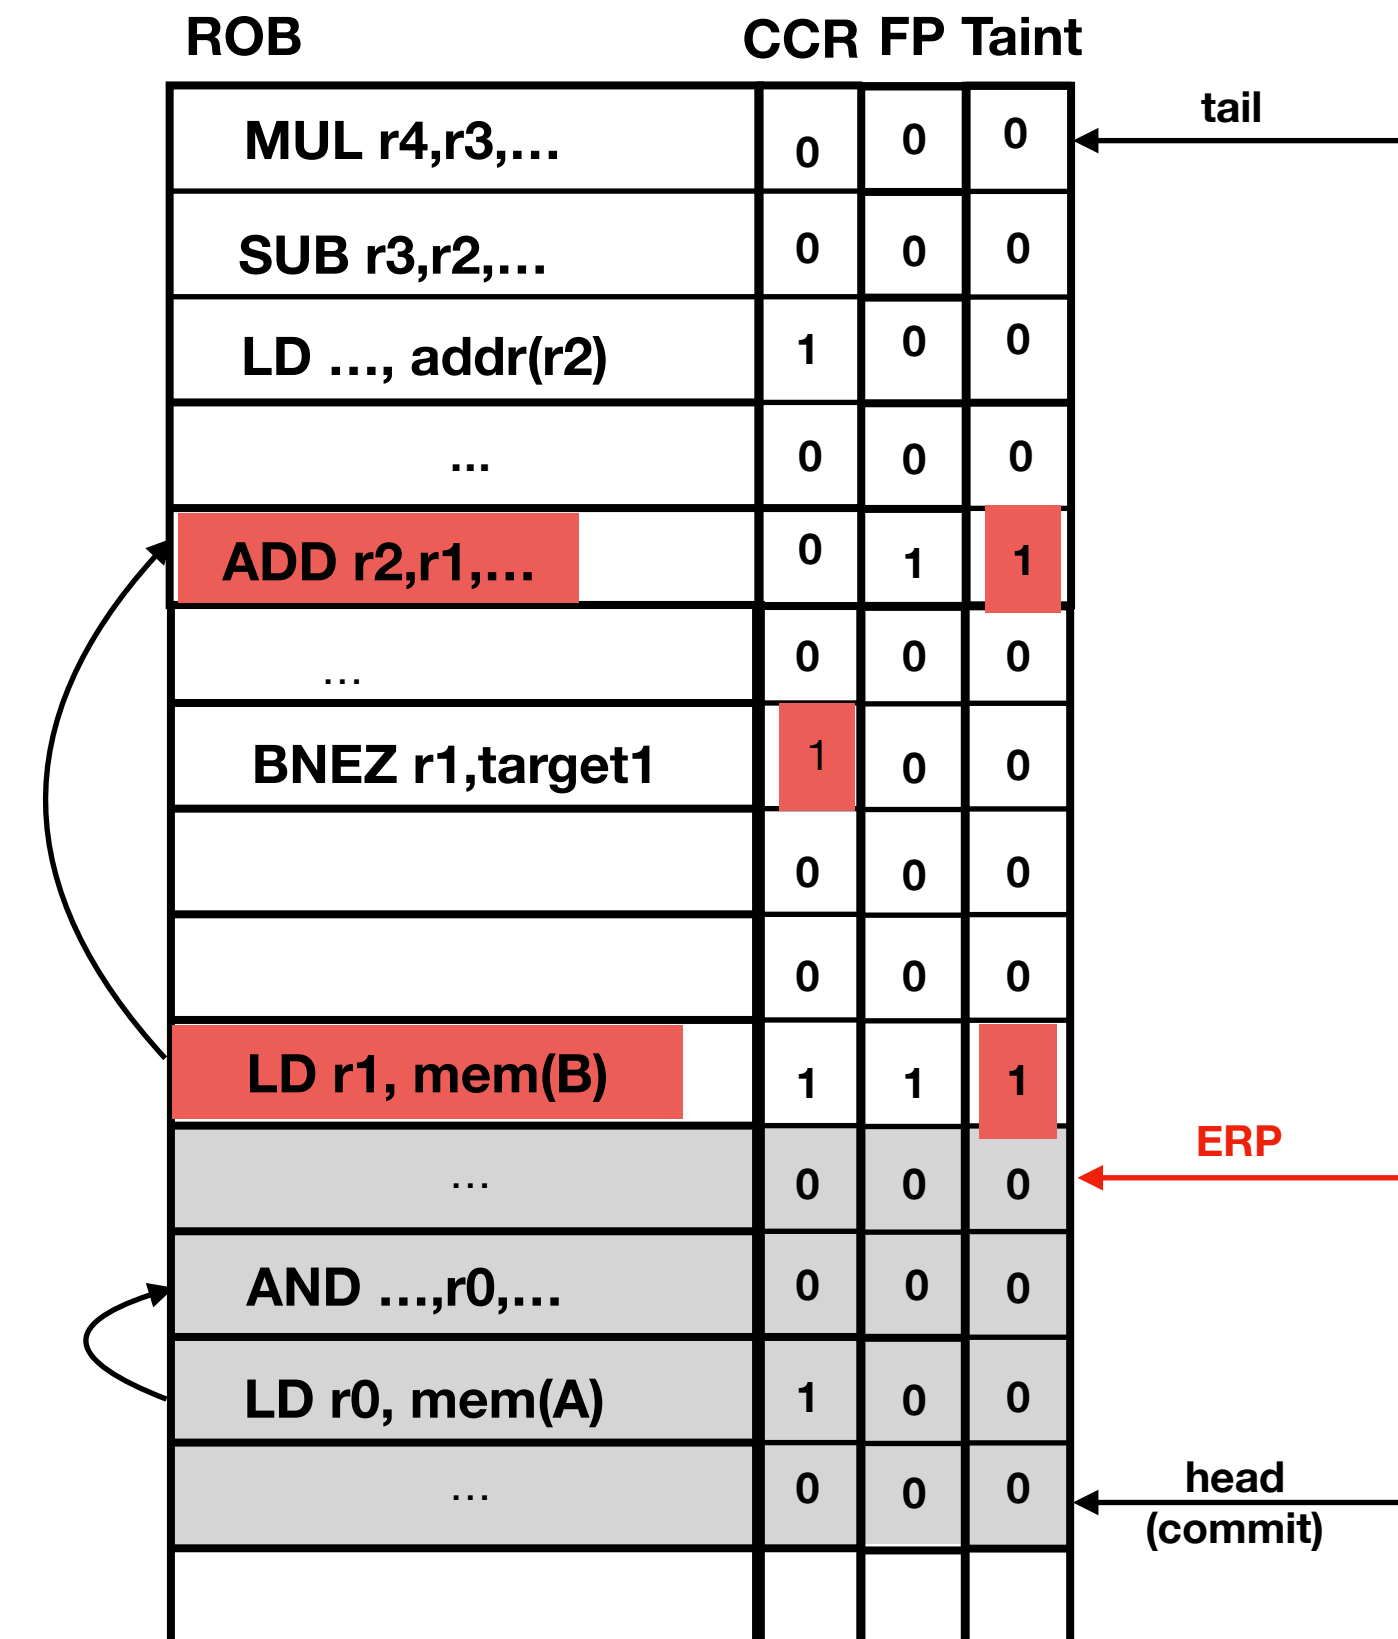 ROB CCR FP Taint
MUL r4,r3,... 0 0 0
tail
SUB r3,r2,... 0 0 0
LD ..., addr(r2) 1 0 0
... 0 0 0
ADD r2,r1,... 0 1 1
... 0 0 0
BNEZ r1,target1 1 0 0
0 0 0
0 0 0
LD r1, mem(B) 1 1 1
ERP
... 0 0 0
AND ...,r0,... 0 0 0
LD r0, mem(A) 1 0 0
... 0 0 0
head
(commit)